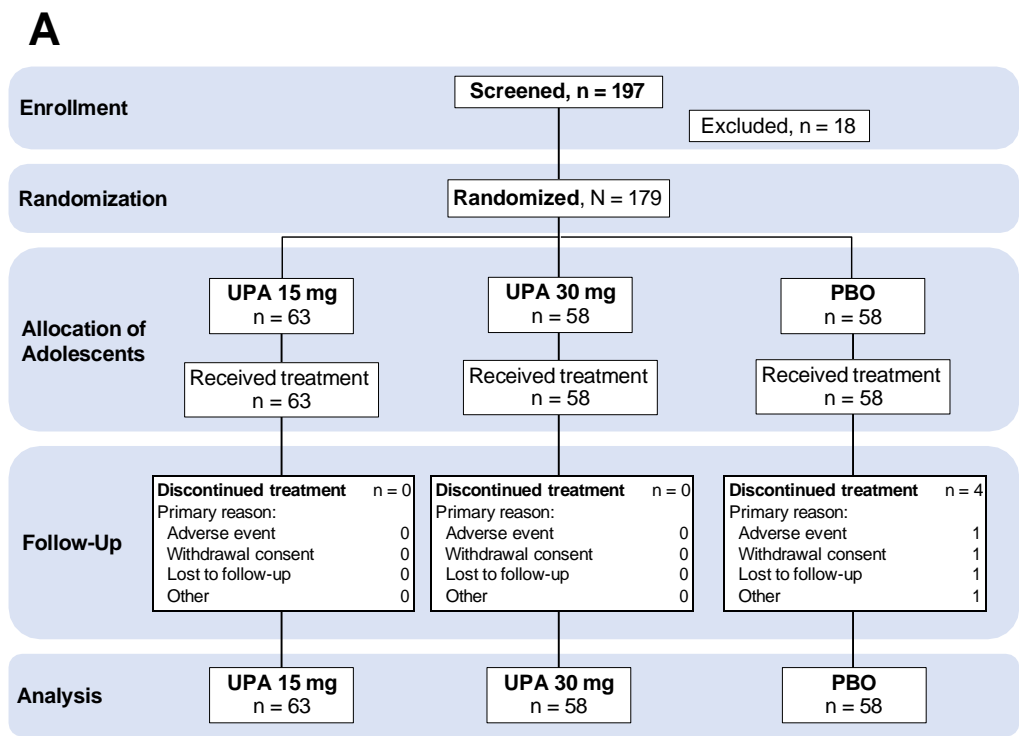 A
Enrollment
Screened, n = 197
Excluded, n = 18
Randomization
Randomized, N = 179
Allocation of
Adolescents
UPA 15 mg
n = 63
UPA 30 mg
n = 58
PBO
n = 58
Received treatment
n = 63
Received treatment
n = 58
Received treatment
n = 58
Follow-Up
Discontinued treatment n = 0
Primary reason:
Adverse event 0
Withdrawal consent 0
Lost to follow-up 0
Other 0
Discontinued treatment n = 0
Primary reason:
Adverse event 0
Withdrawal consent 0
Lost to follow-up 0
Other 0
Discontinued treatment n = 4
Primary reason:
Adverse event 1
Withdrawal consent 1
Lost to follow-up 1
Other 1
Analysis
UPA 15 mg
n = 63
UPA 30 mg
n = 58
PBO
n = 58